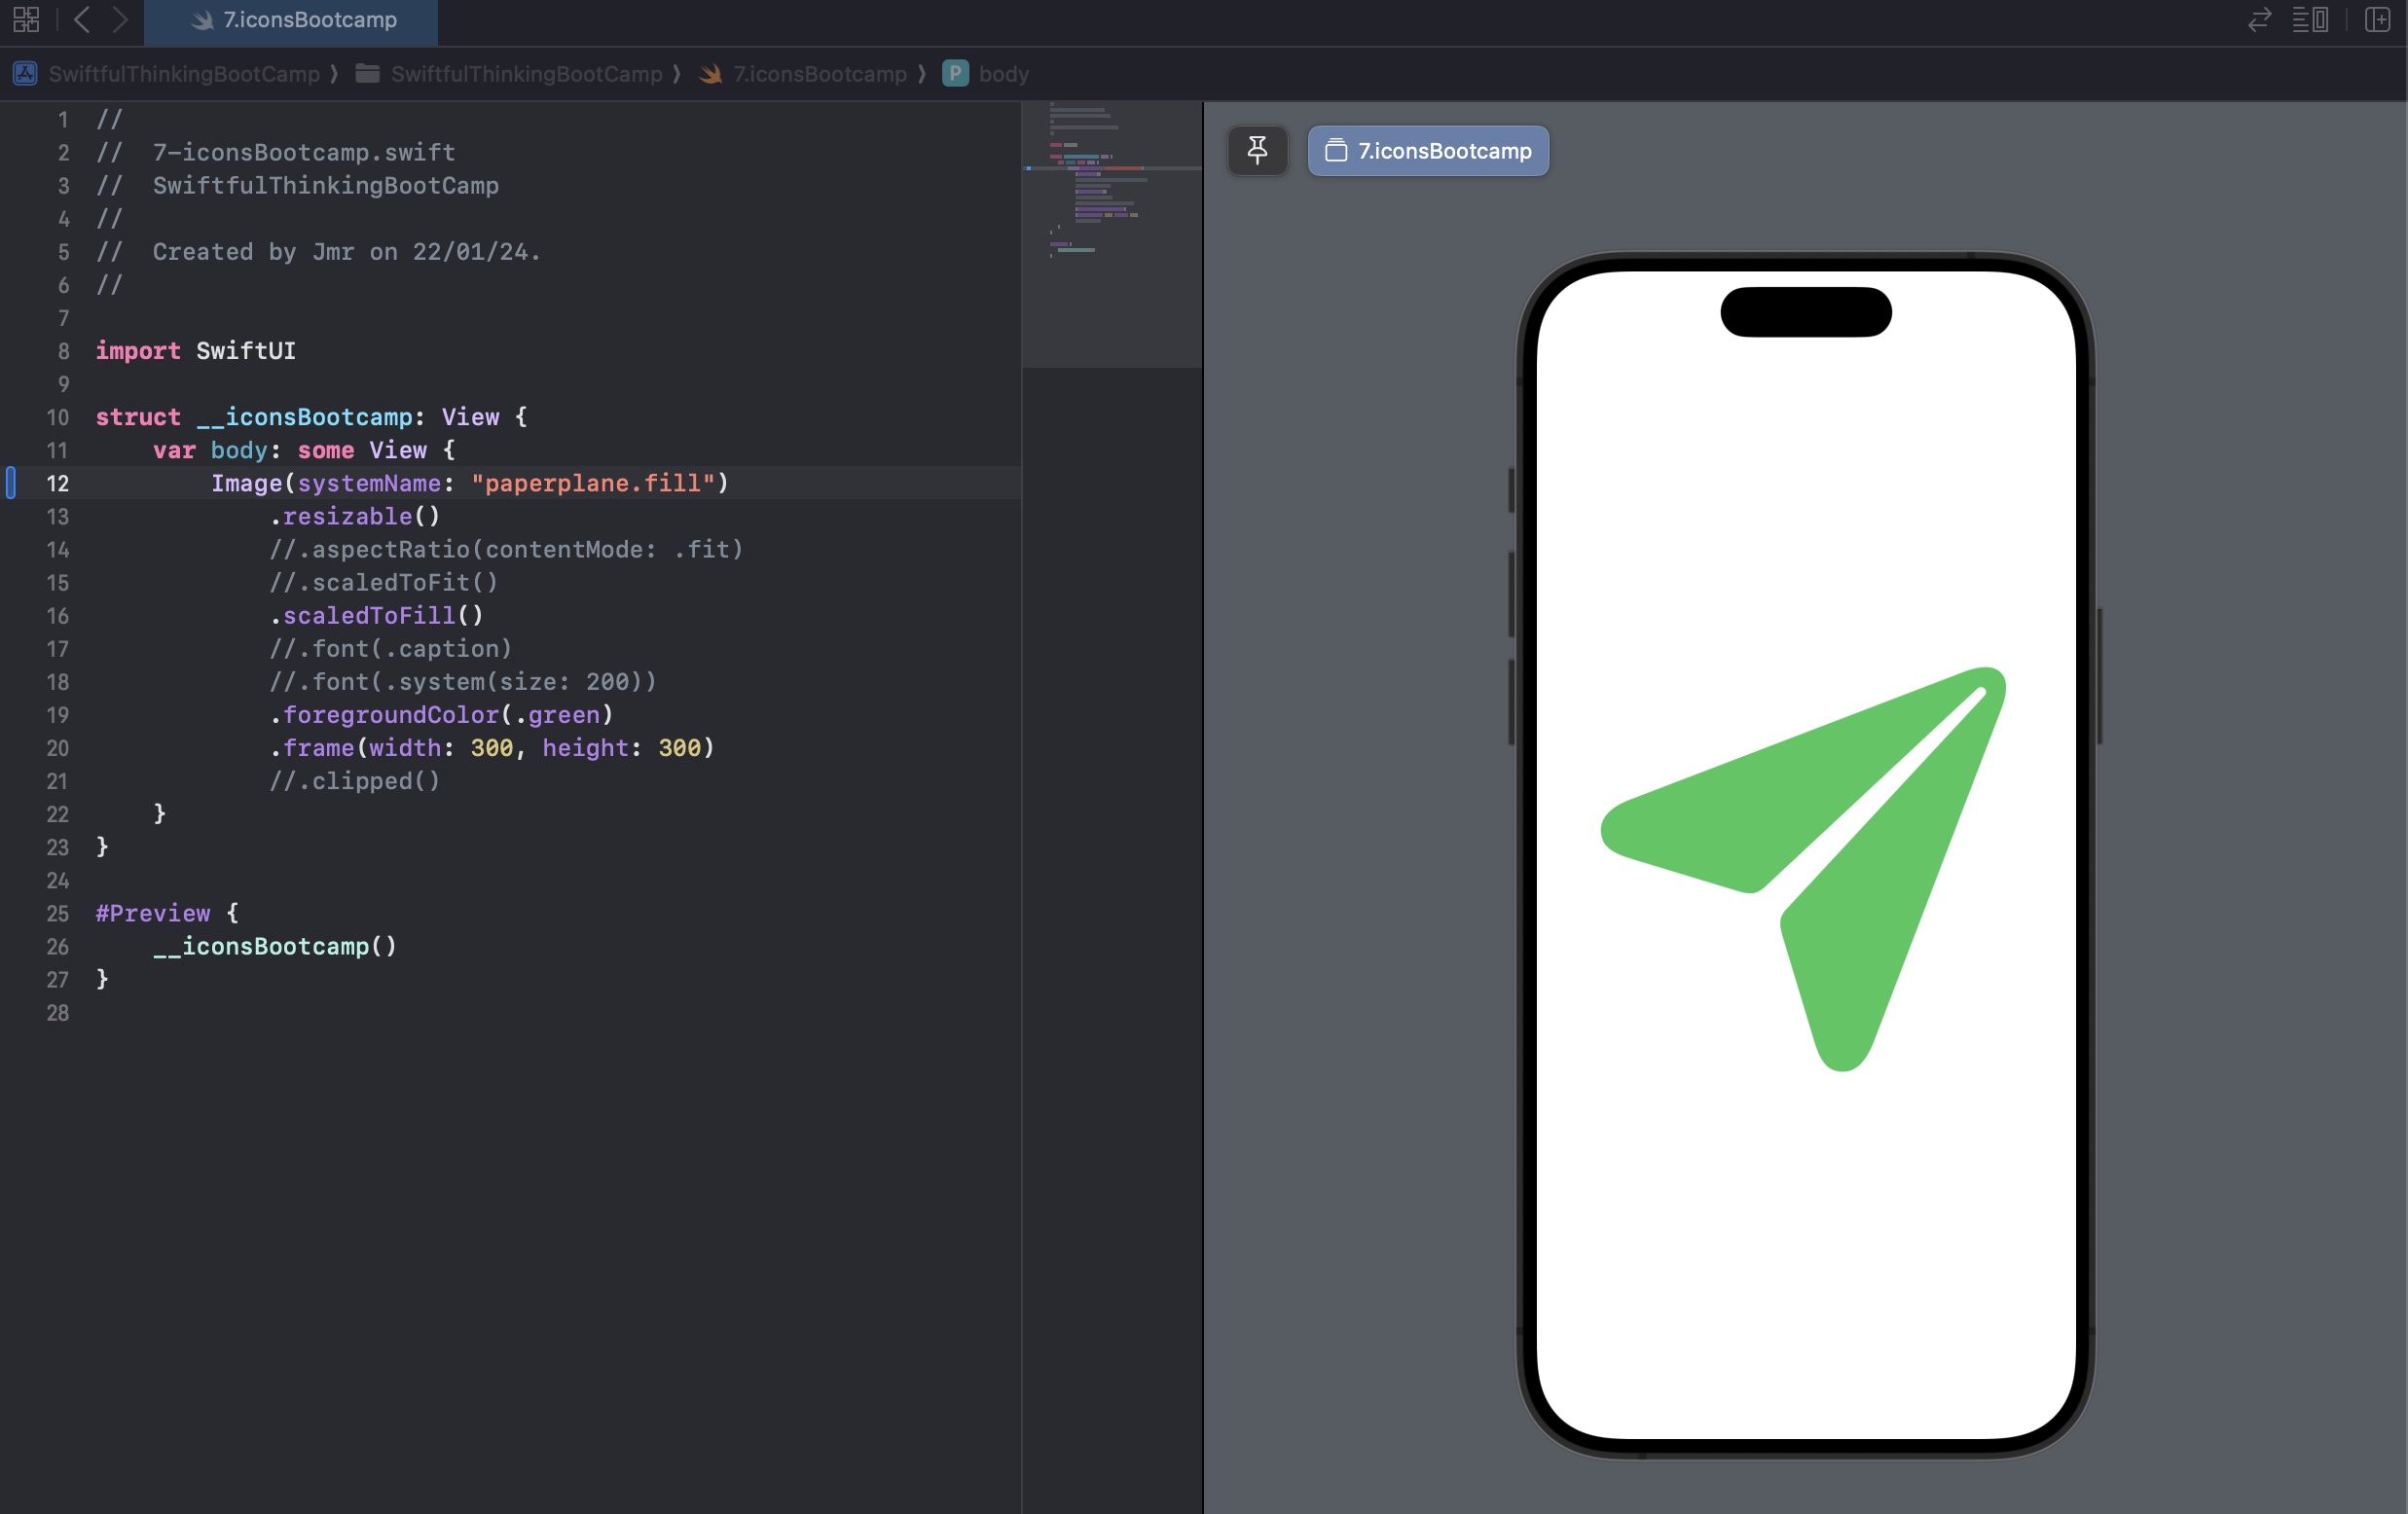 7.iconsBootcamp
SwiftfulThinkingBootCamp ⟩ SwiftfulThinkingBootCamp ⟩ 7.iconsBootcamp ⟩ P body
1 //
2 //  7-iconsBootcamp.swift
3 //  SwiftfulThinkingBootCamp
4 //
5 //  Created by Jmr on 22/01/24.
6 //
7
8 import SwiftUI
9
10 struct __iconsBootcamp: View {
11     var body: some View {
12         Image(systemName: "paperplane.fill")
13             .resizable()
14             //.aspectRatio(contentMode: .fit)
15             //.scaledToFit()
16             .scaledToFill()
17             //.font(.caption)
18             //.font(.system(size: 200))
19             .foregroundColor(.green)
20             .frame(width: 300, height: 300)
21             //.clipped()
22     }
23 }
24
25 #Preview {
26     __iconsBootcamp()
27 }
28
7.iconsBootcamp